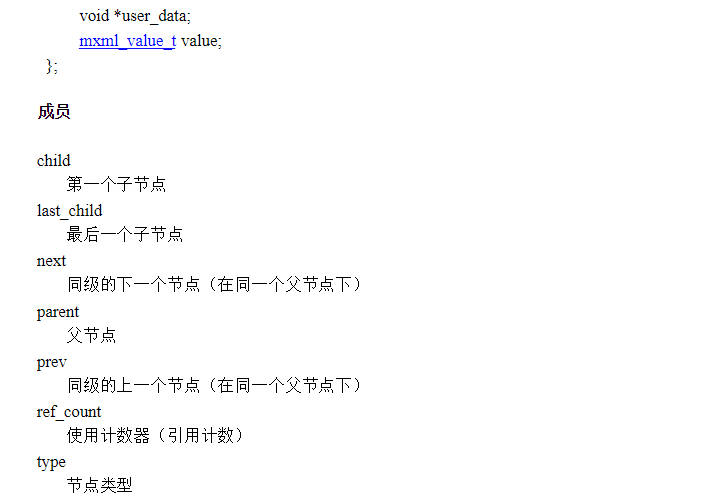 void *user_data;
mxml_value_t value;
};
成员
child
第一个子节点
last_child
最后一个子节点
next
同级的下一个节点（在同一个父节点下）
parent
父节点
prev
同级的上一个节点（在同一个父节点下）
ref_count
使用计数器（引用计数）
type
节点类型